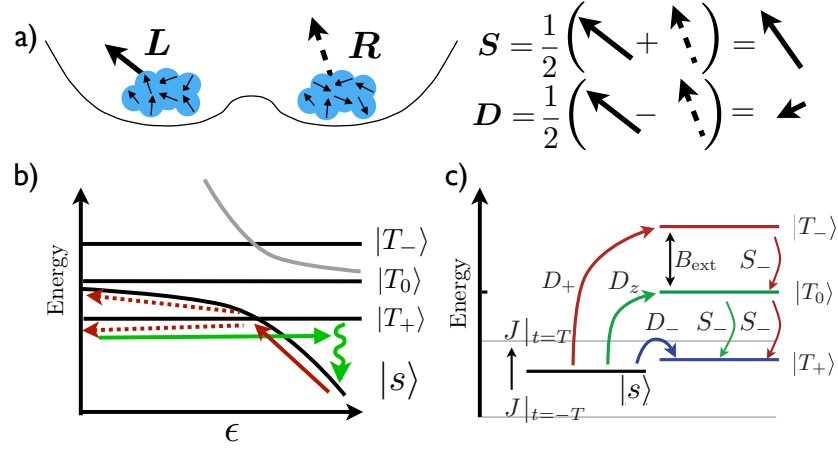 a) L R
S = 1/2 ( + ) =
D = 1/2 ( − ) =
b)
Energy
|T−⟩
|T0⟩
|T+⟩
|s⟩
ϵ
c)
Energy
|T−⟩
Bext
S−
D+
Dz
|T0⟩
D−
S−
S−
J|t=T
|T+⟩
|s⟩
J|t=−T